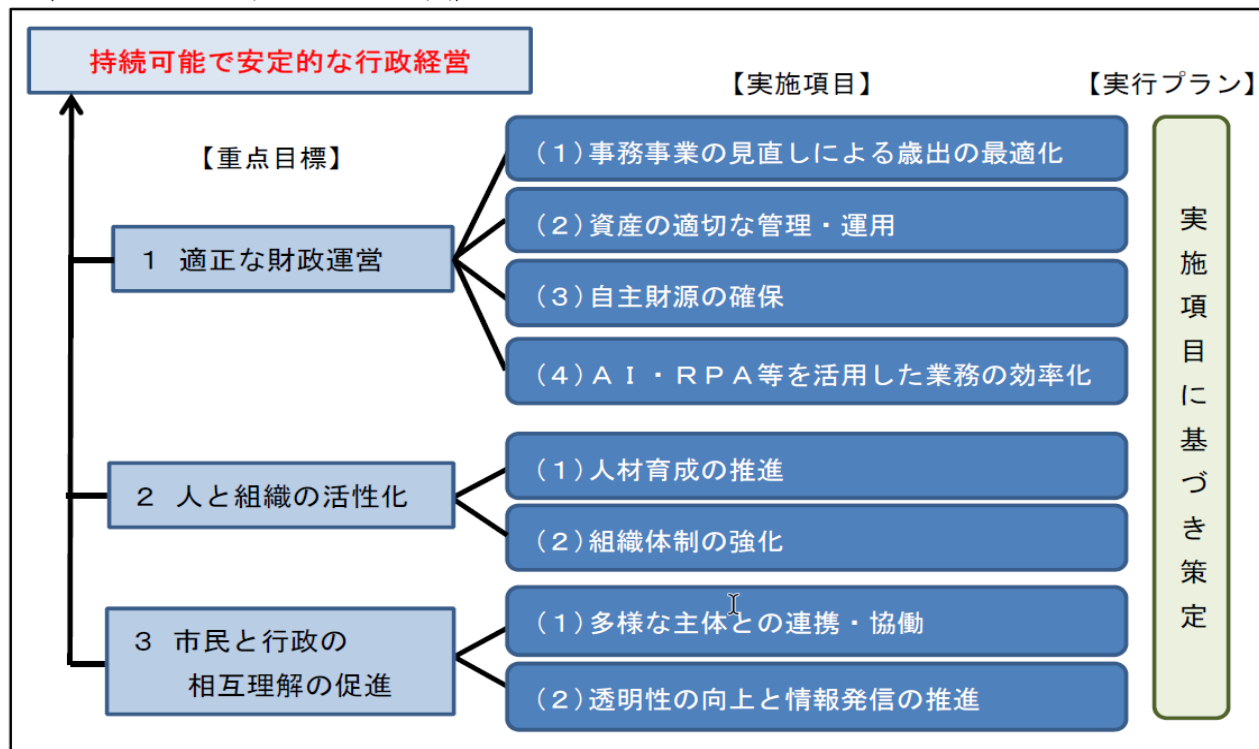 持続可能で安定的な行政経営
【実施項目】
【実行プラン】
【重点目標】
１ 適正な財政運営
（１）事務事業の見直しによる歳出の最適化
（２）資産の適切な管理・運用
（３）自主財源の確保
（４）ＡＩ・ＲＰＡ等を活用した業務の効率化
２ 人と組織の活性化
（１）人材育成の推進
（２）組織体制の強化
３ 市民と行政の
相互理解の促進
（１）多様な主体との連携・協働
（２）透明性の向上と情報発信の推進
実施項目に基づき策定